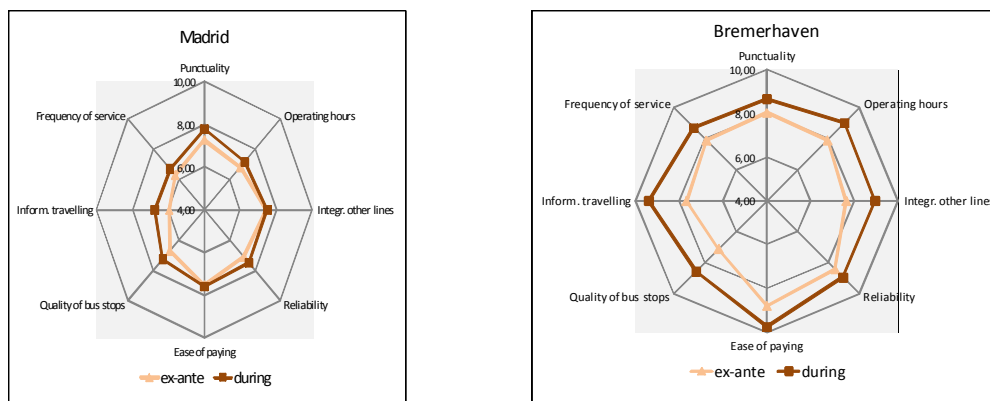 Madrid
Punctuality
10,00
Frequency of service
Operating hours
8,00
6,00
Inform. travelling
4,00
Integr. other lines
Quality of bus stops
Reliability
Ease of paying
ex-ante
during
Bremerhaven
Punctuality
10,00
Frequency of service
Operating hours
8,00
6,00
Inform. travelling
4,00
Integr. other lines
Quality of bus stops
Reliability
Ease of paying
ex-ante
during